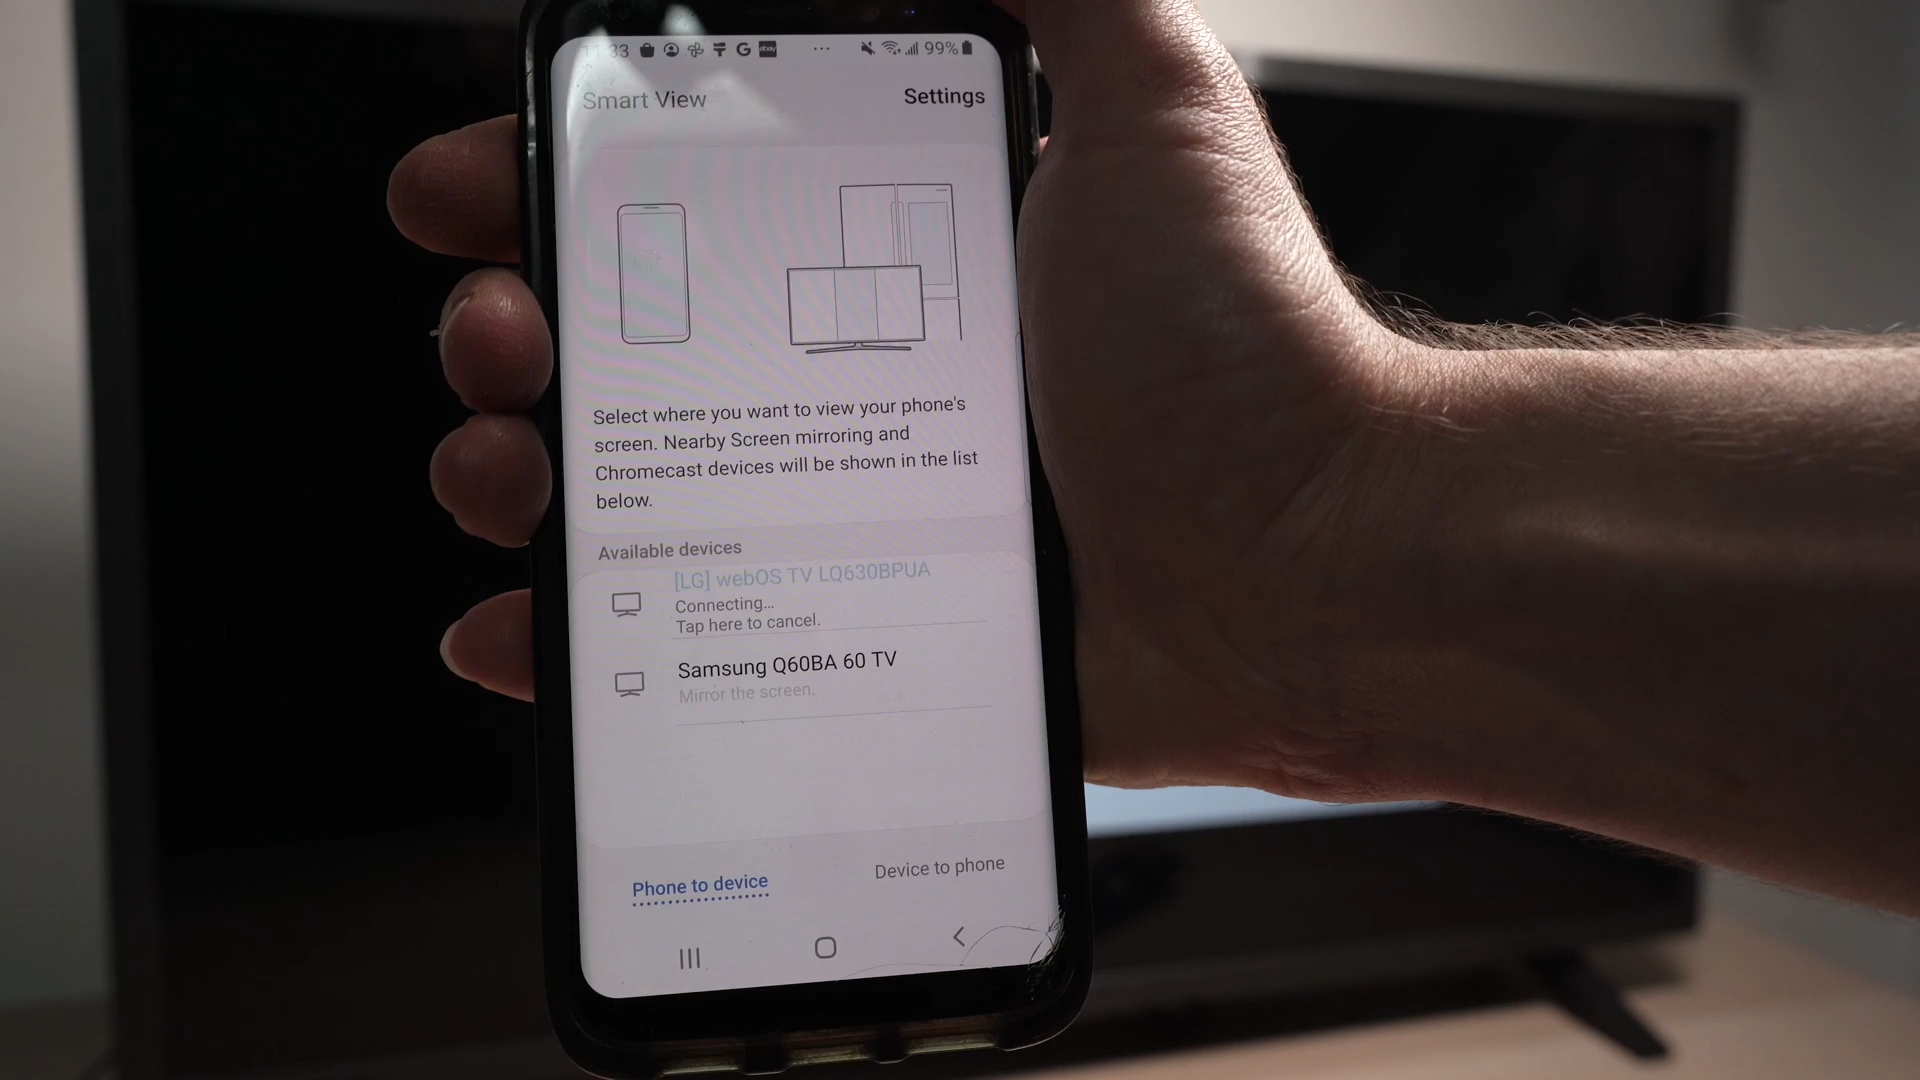 11:33 G ebay 99%
Smart View
Settings
Select where you want to view your phone's
screen. Nearby Screen mirroring and
Chromecast devices will be shown in the list
below.
Available devices
[LG] webOS TV LQ630BPUA
Connecting...
Tap here to cancel.
Samsung Q60BA 60 TV
Mirror the screen.
Phone to device
Device to phone